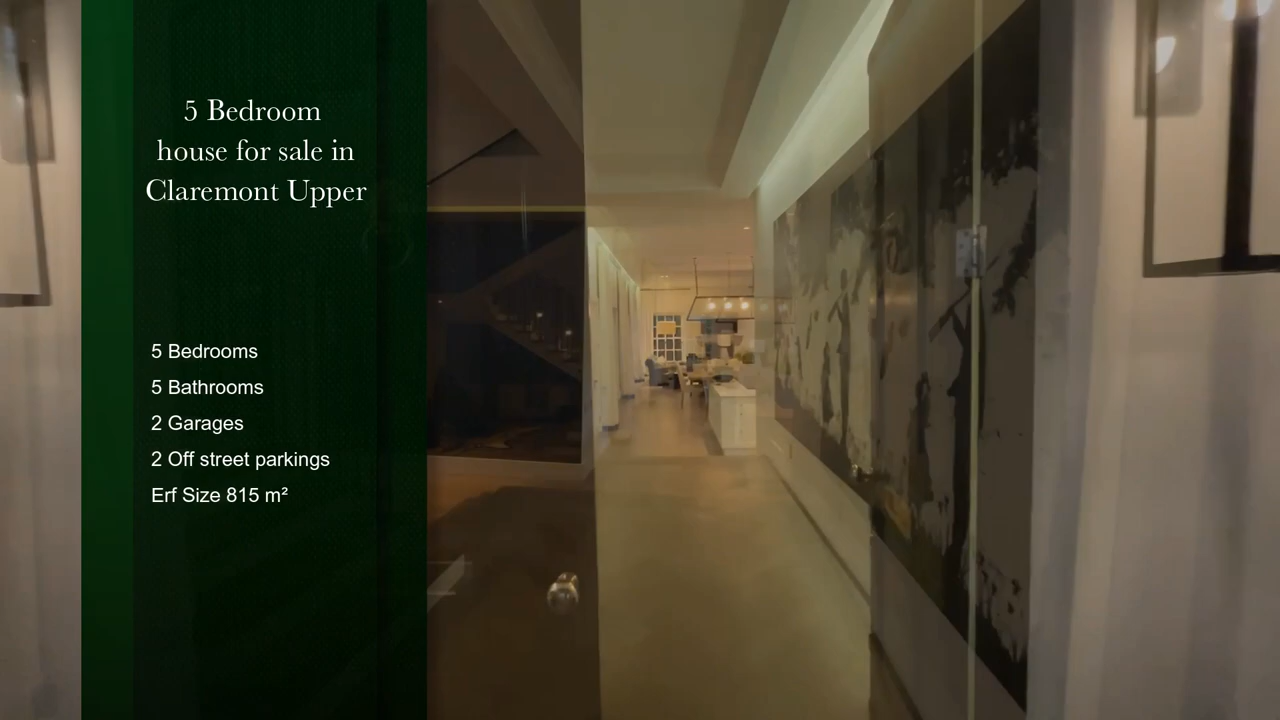 5 Bedroom
house for sale in
Claremont Upper
5 Bedrooms
5 Bathrooms
2 Garages
2 Off street parkings
Erf Size 815 m²